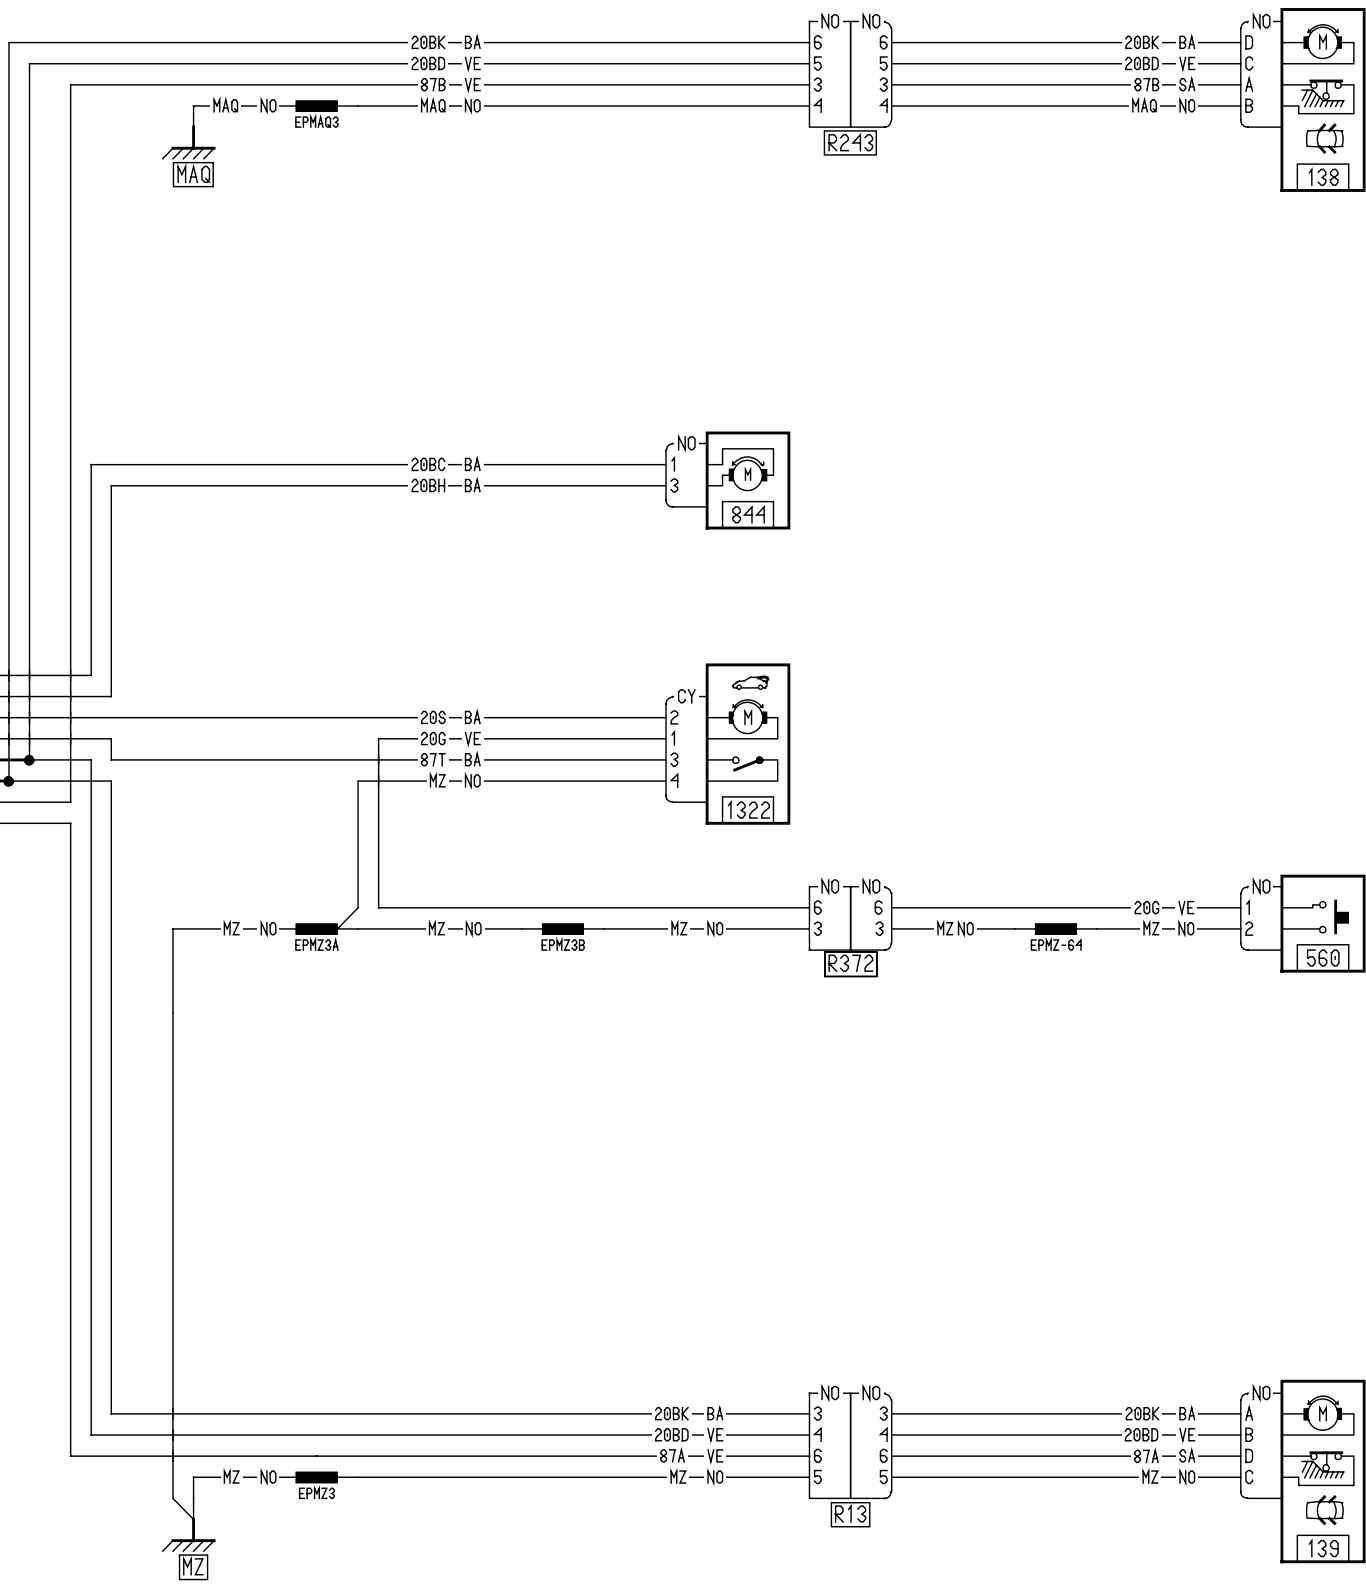 NO NO NO
20BK BA 6 6 20BK BA D M
20BD VE 5 5 20BD VE C
87B VE 3 3 87B SA A
MAQ NO MAQ NO 4 4 MAQ NO B
EPMAQ3
R243
MAQ 138
NO
20BC BA 1 M
20BH BA 3
844
CY
20S BA 2 M
20G VE 1
87T BA 3
MZ NO 4
1322
NO NO NO
6 6 20G VE 1
MZ NO MZ NO MZ NO 3 3 MZ NO MZ NO 2
EPMZ3A EPMZ3B EPMZ-64
R372 560
NO NO NO
20BK BA 3 3 20BK BA A M
20BD VE 4 4 20BD VE B
87A VE 6 6 87A SA D
MZ NO MZ NO 5 5 MZ NO C
EPMZ3
R13
139
MZ